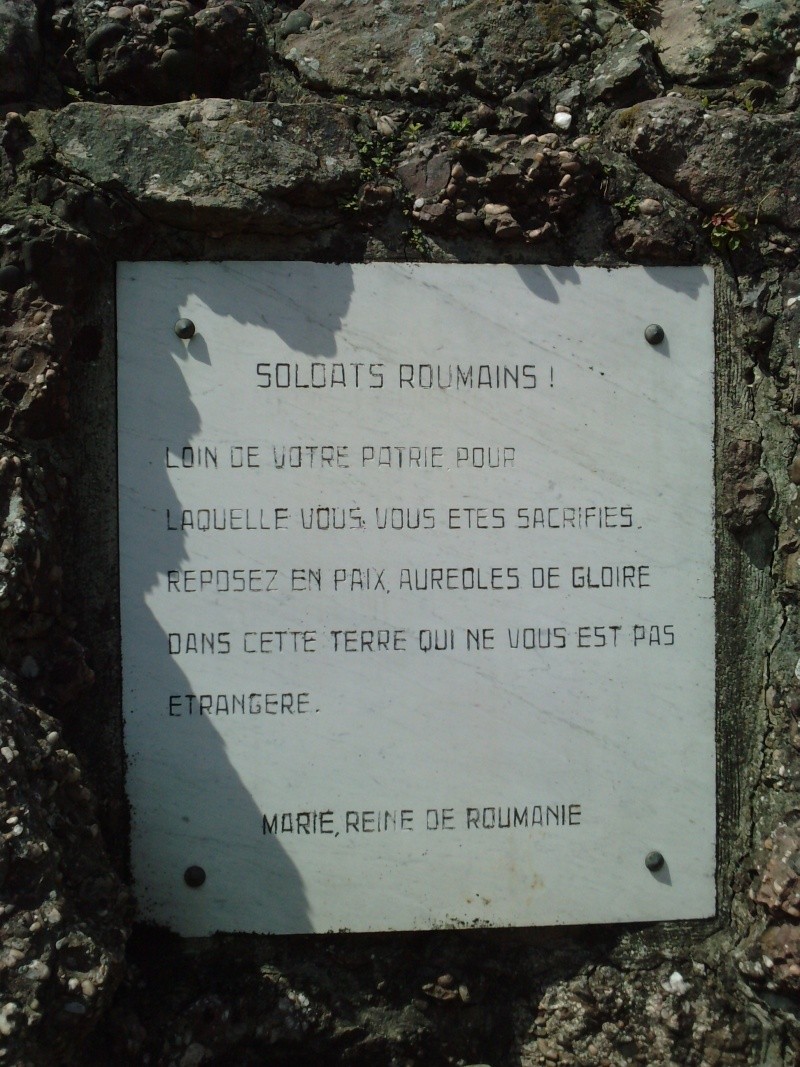 SOLDATS ROUMAINS !
LOIN DE VOTRE PATRIE, POUR
LAQUELLE VOUS, VOUS ETES SACRIFIES.
REPOSEZ EN PAIX, AUREOLES DE GLOIRE
DANS CETTE TERRE QUI NE VOUS EST PAS
ETRANGERE.
MARIE, REINE DE ROUMANIE